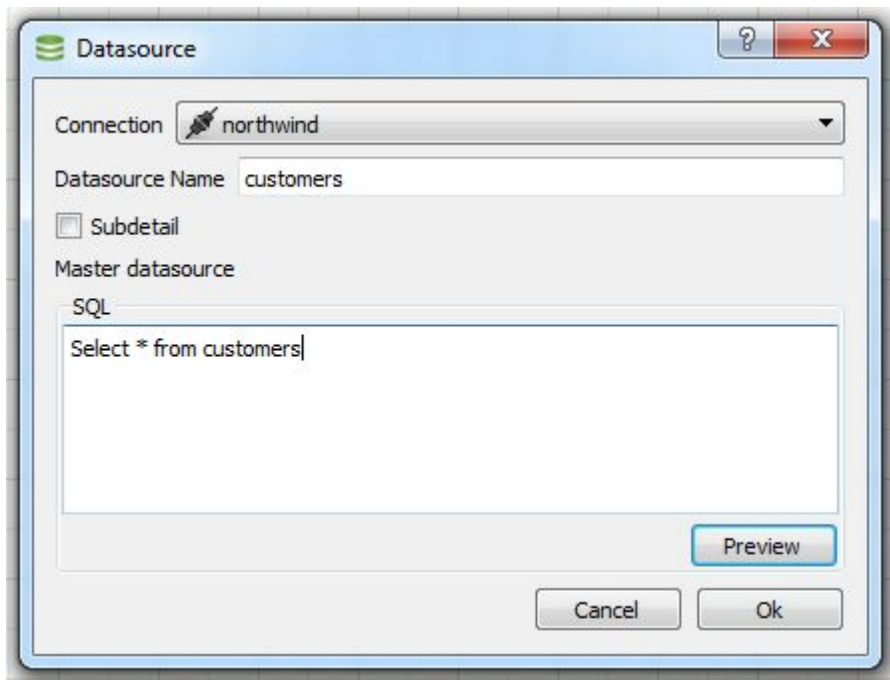 Datasource
Connection northwind
Datasource Name customers
Subdetail
Master datasource
SQL
Select * from customers
Preview
Cancel Ok